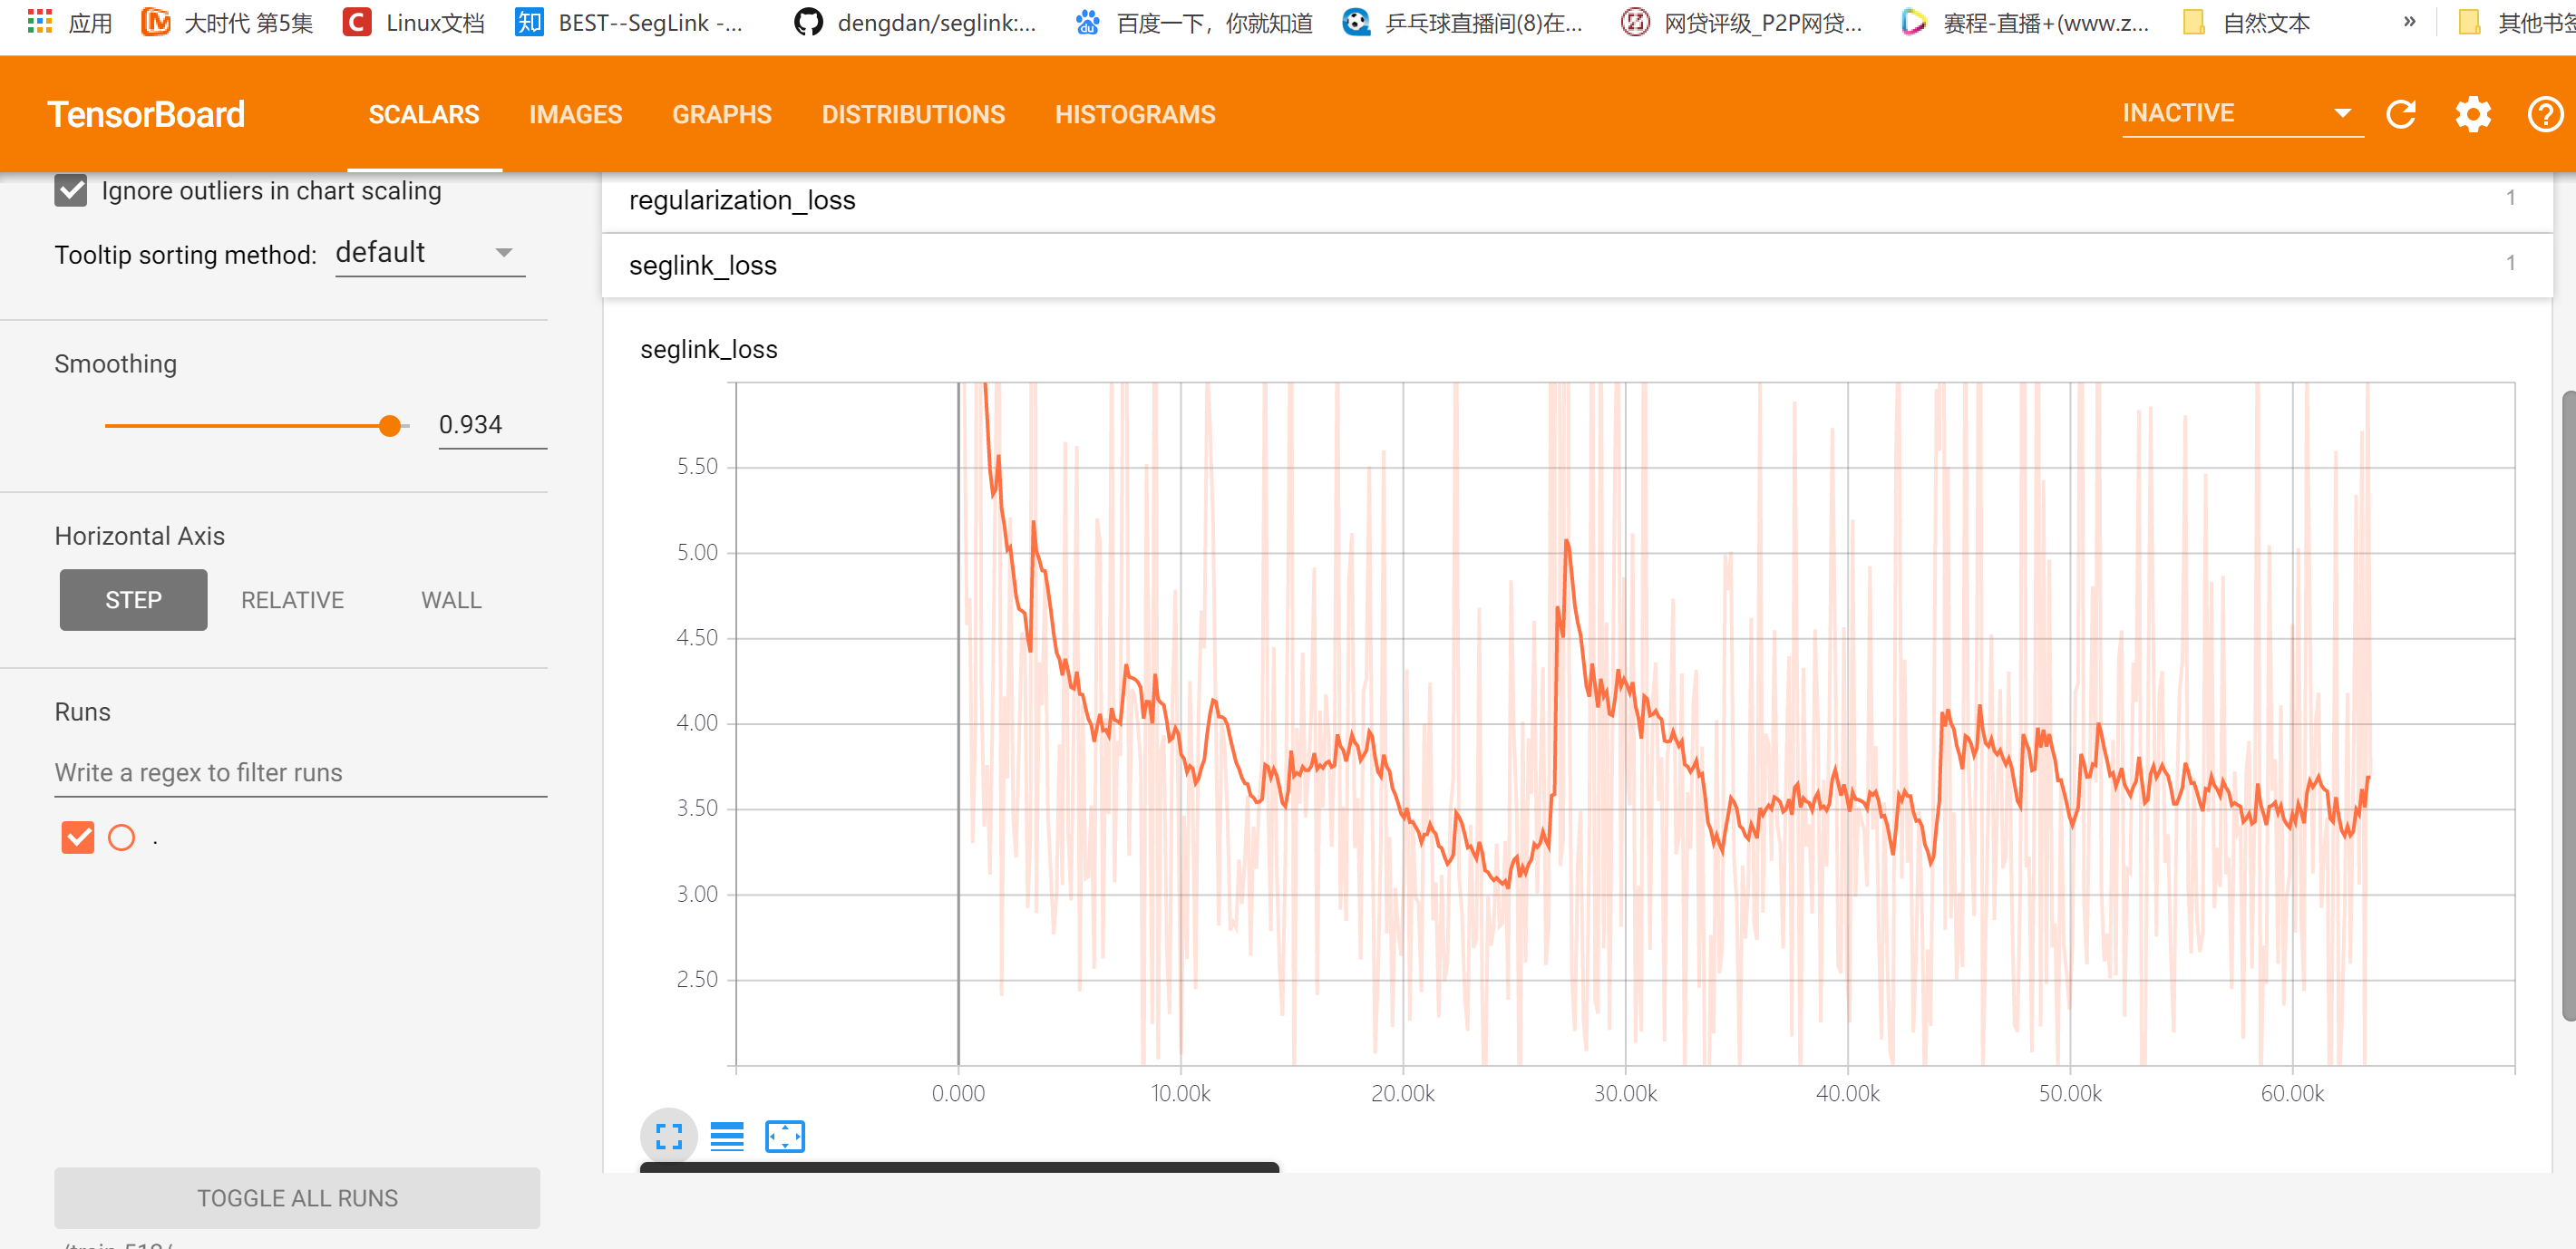 应用 大时代 第5集 C Linux文档 知 BEST--SegLink -... dengdan/seglink:... du 百度一下，你就知道 乒乓球直播间(8)在... 网贷评级_P2P网贷... 赛程-直播+(www.z... 自然文本 » 其他书签
TensorBoard SCALARS IMAGES GRAPHS DISTRIBUTIONS HISTOGRAMS INACTIVE
Ignore outliers in chart scaling
Tooltip sorting method: default
Smoothing
0.934
Horizontal Axis
STEP RELATIVE WALL
Runs
Write a regex to filter runs
.
TOGGLE ALL RUNS
regularization_loss 1
seglink_loss 1
seglink_loss
5.50
5.00
4.50
4.00
3.50
3.00
2.50
0.000 10.00k 20.00k 30.00k 40.00k 50.00k 60.00k